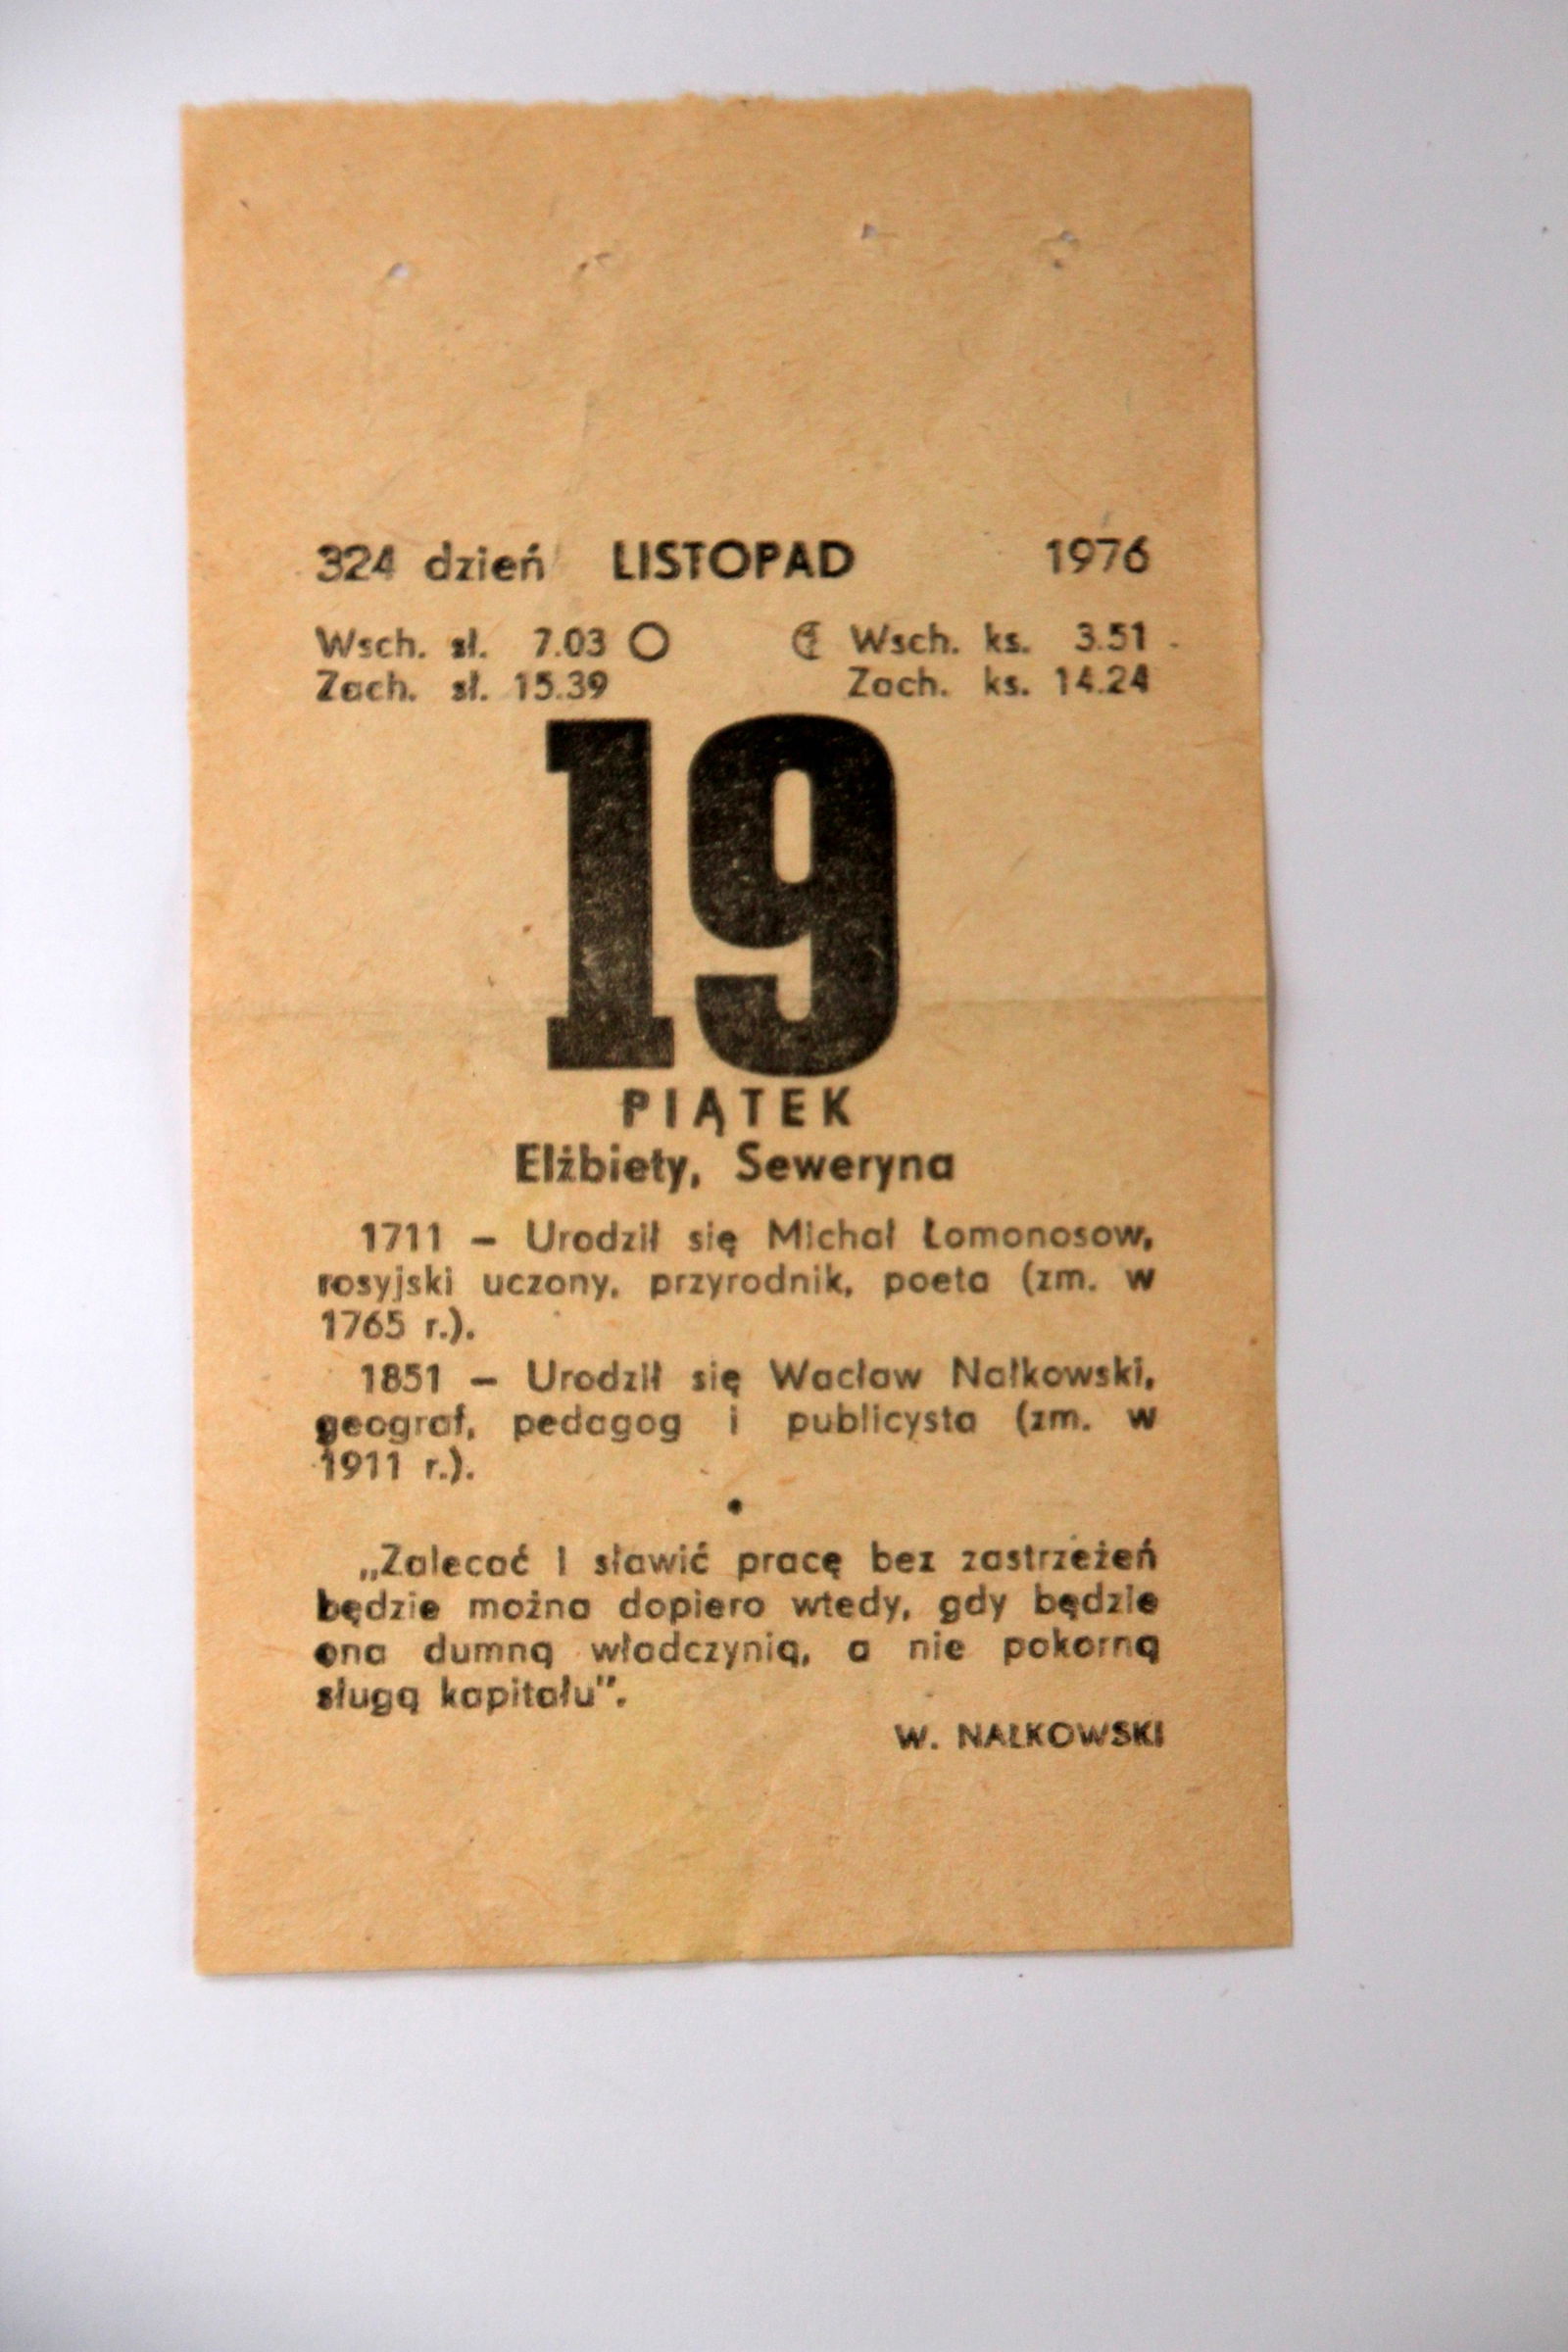 324 dzień LISTOPAD 1976
Wsch. sł. 7.03 Wsch. ks. 3.51
Zach. sł. 15.39 Zach. ks. 14.24
19
PIĄTEK
Elżbiety, Seweryna
1711 – Urodził się Michał Łomonosow,
rosyjski uczony, przyrodnik, poeta (zm. w
1765 r.).
1851 – Urodził się Wacław Nałkowski,
geograf, pedagog i publicysta (zm. w
1911 r.).
•
„Zalecać i sławić pracę bez zastrzeżeń
będzie można dopiero wtedy, gdy będzie
ona dumną władczynią, a nie pokorną
sługą kapitału”.
W. NAŁKOWSKI